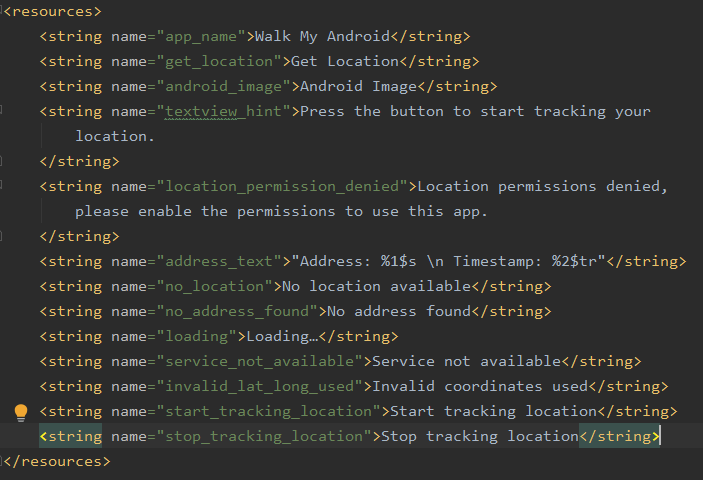 <resources>
<string name="app_name">Walk My Android</string>
<string name="get_location">Get Location</string>
<string name="android_image">Android Image</string>
<string name="textview_hint">Press the button to start tracking your
location.
</string>
<string name="location_permission_denied">Location permissions denied,
please enable the permissions to use this app.
</string>
<string name="address_text">"Address: %1$s \n Timestamp: %2$tr"</string>
<string name="no_location">No location available</string>
<string name="no_address_found">No address found</string>
<string name="loading">Loading…</string>
<string name="service_not_available">Service not available</string>
<string name="invalid_lat_long_used">Invalid coordinates used</string>
<string name="start_tracking_location">Start tracking location</string>
<string name="stop_tracking_location">Stop tracking location</string>
</resources>